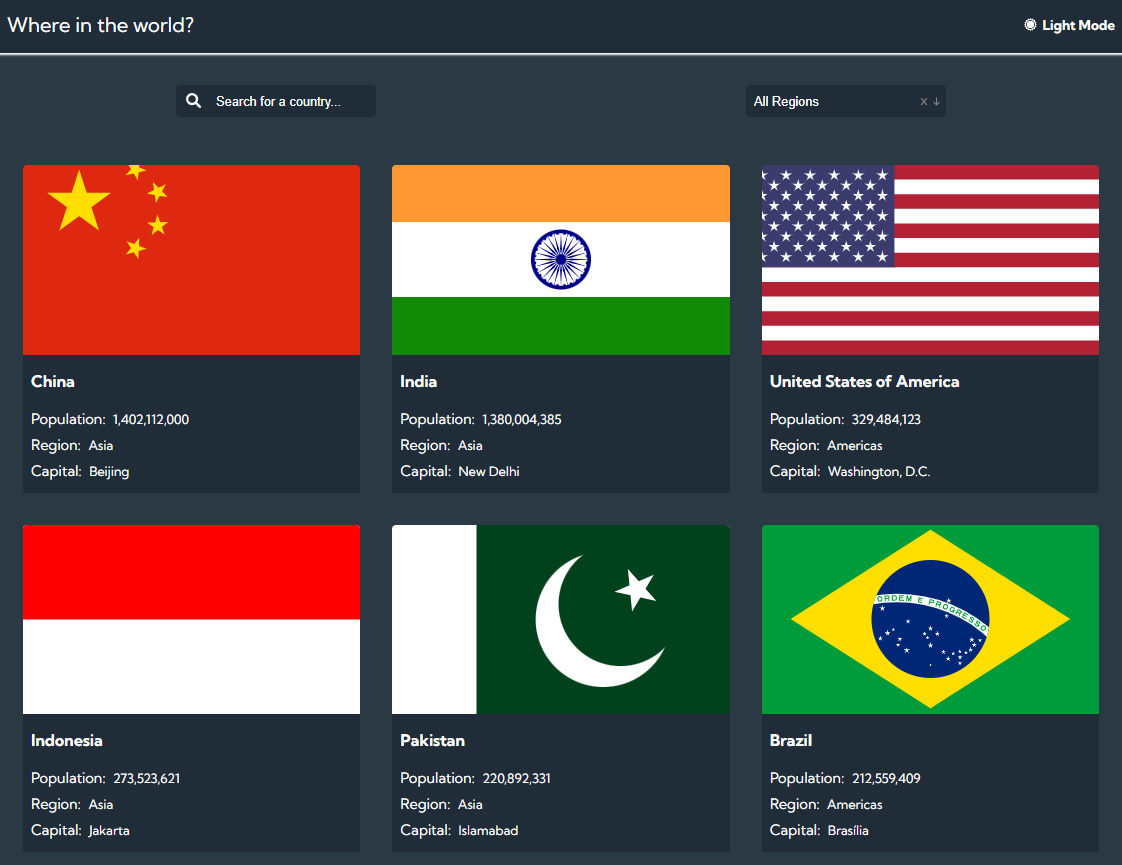 Where in the world?
Light Mode
Search for a country...
All Regions x ↓
China
Population: 1,402,112,000
Region: Asia
Capital: Beijing
India
Population: 1,380,004,385
Region: Asia
Capital: New Delhi
United States of America
Population: 329,484,123
Region: Americas
Capital: Washington, D.C.
ORDEM E PROGRESSO
Indonesia
Population: 273,523,621
Region: Asia
Capital: Jakarta
Pakistan
Population: 220,892,331
Region: Asia
Capital: Islamabad
Brazil
Population: 212,559,409
Region: Americas
Capital: Brasília